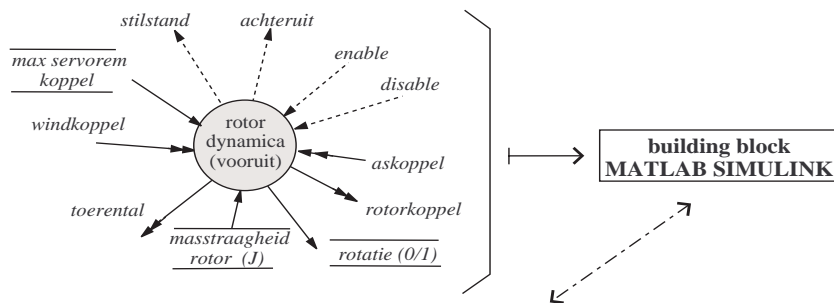 stilstand
achteruit
enable
disable
max servorem
koppel
windkoppel
rotor
dynamica
(vooruit)
askoppel
rotorkoppel
toerental
masstraagheid
rotor (J)
rotatie (0/1)
building block
MATLAB SIMULINK